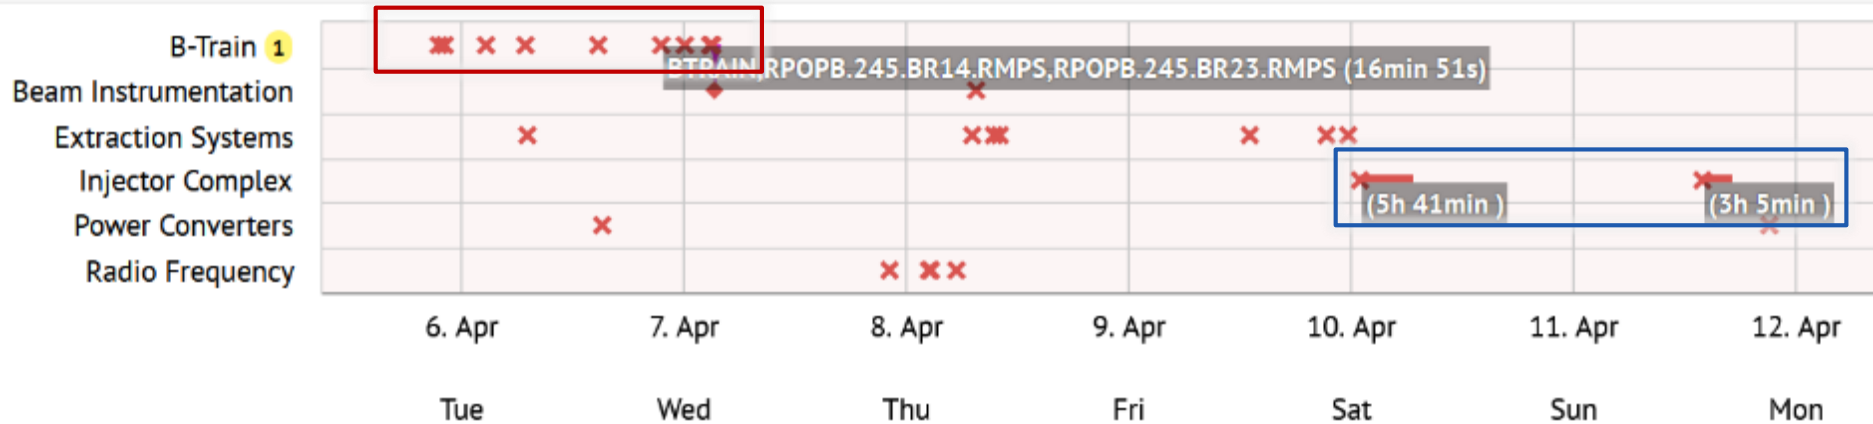 B-Train 1
BTRAIN,RPOPB.245.BR14.RMPS,RPOPB.245.BR23.RMPS (16min 51s)
Beam Instrumentation
Extraction Systems
Injector Complex
(5h 41min ) (3h 5min )
Power Converters
Radio Frequency
6. Apr 7. Apr 8. Apr 9. Apr 10. Apr 11. Apr 12. Apr
Tue Wed Thu Fri Sat Sun Mon